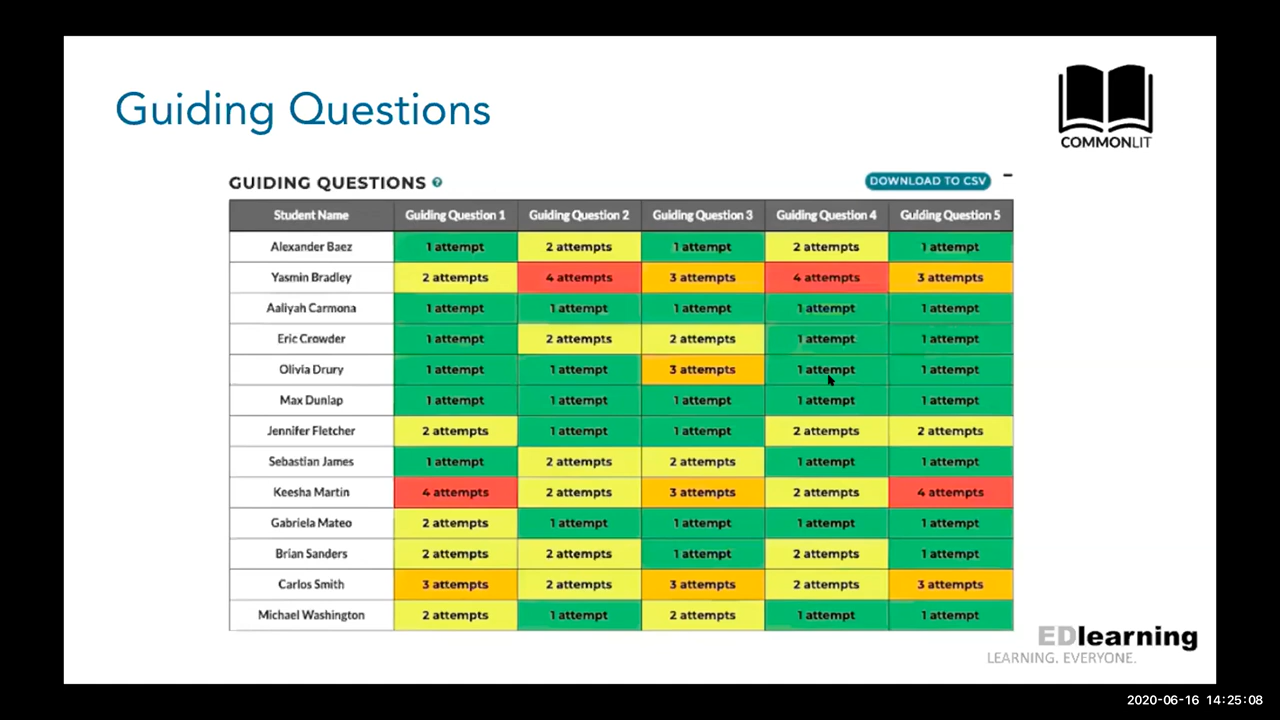 Guiding Questions
COMMONLIT
GUIDING QUESTIONS ?
DOWNLOAD TO CSV
Student Name Guiding Question 1 Guiding Question 2 Guiding Question 3 Guiding Question 4 Guiding Question 5
Alexander Baez 1 attempt 2 attempts 1 attempt 2 attempts 1 attempt
Yasmin Bradley 2 attempts 4 attempts 3 attempts 4 attempts 3 attempts
Aaliyah Carmona 1 attempt 1 attempt 1 attempt 1 attempt 1 attempt
Eric Crowder 1 attempt 2 attempts 2 attempts 1 attempt 1 attempt
Olivia Drury 1 attempt 1 attempt 3 attempts 1 attempt 1 attempt
Max Dunlap 1 attempt 1 attempt 1 attempt 1 attempt 1 attempt
Jennifer Fletcher 2 attempts 1 attempt 1 attempt 2 attempts 2 attempts
Sebastian James 1 attempt 2 attempts 2 attempts 1 attempt 1 attempt
Keesha Martin 4 attempts 2 attempts 3 attempts 2 attempts 4 attempts
Gabriela Mateo 2 attempts 1 attempt 1 attempt 1 attempt 1 attempt
Brian Sanders 2 attempts 2 attempts 1 attempt 2 attempts 1 attempt
Carlos Smith 3 attempts 2 attempts 3 attempts 2 attempts 3 attempts
Michael Washington 2 attempts 1 attempt 2 attempts 1 attempt 1 attempt
EDlearning
LEARNING. EVERYONE.
2020-06-16 14:25:08